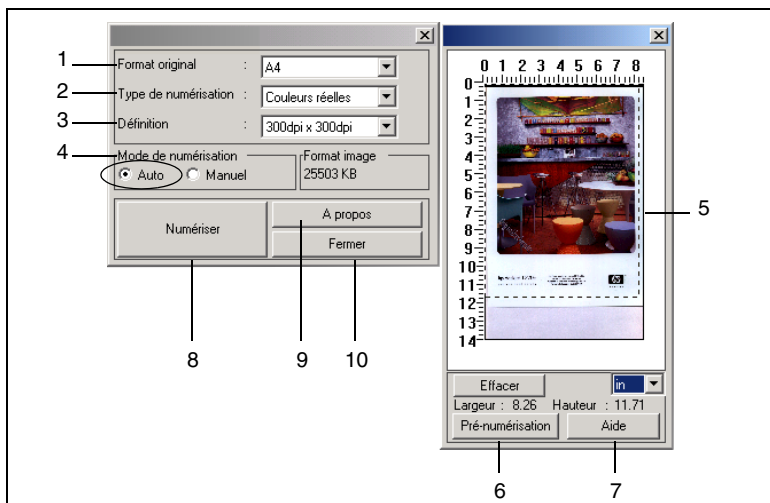 1
Format original : A4
2
Type de numérisation : Couleurs réelles
3
Définition : 300dpi x 300dpi
4
Mode de numérisation
Auto
Manuel
Format image
25503 KB
Numériser
A propos
Fermer
8
9
10
0 1 2 3 4 5 6 7 8
0
1
2
3
4
5
6
7
8
9
10
11
12
13
14
5
Effacer
in
Largeur : 8.26 Hauteur : 11.71
Pré-numérisation
Aide
6
7